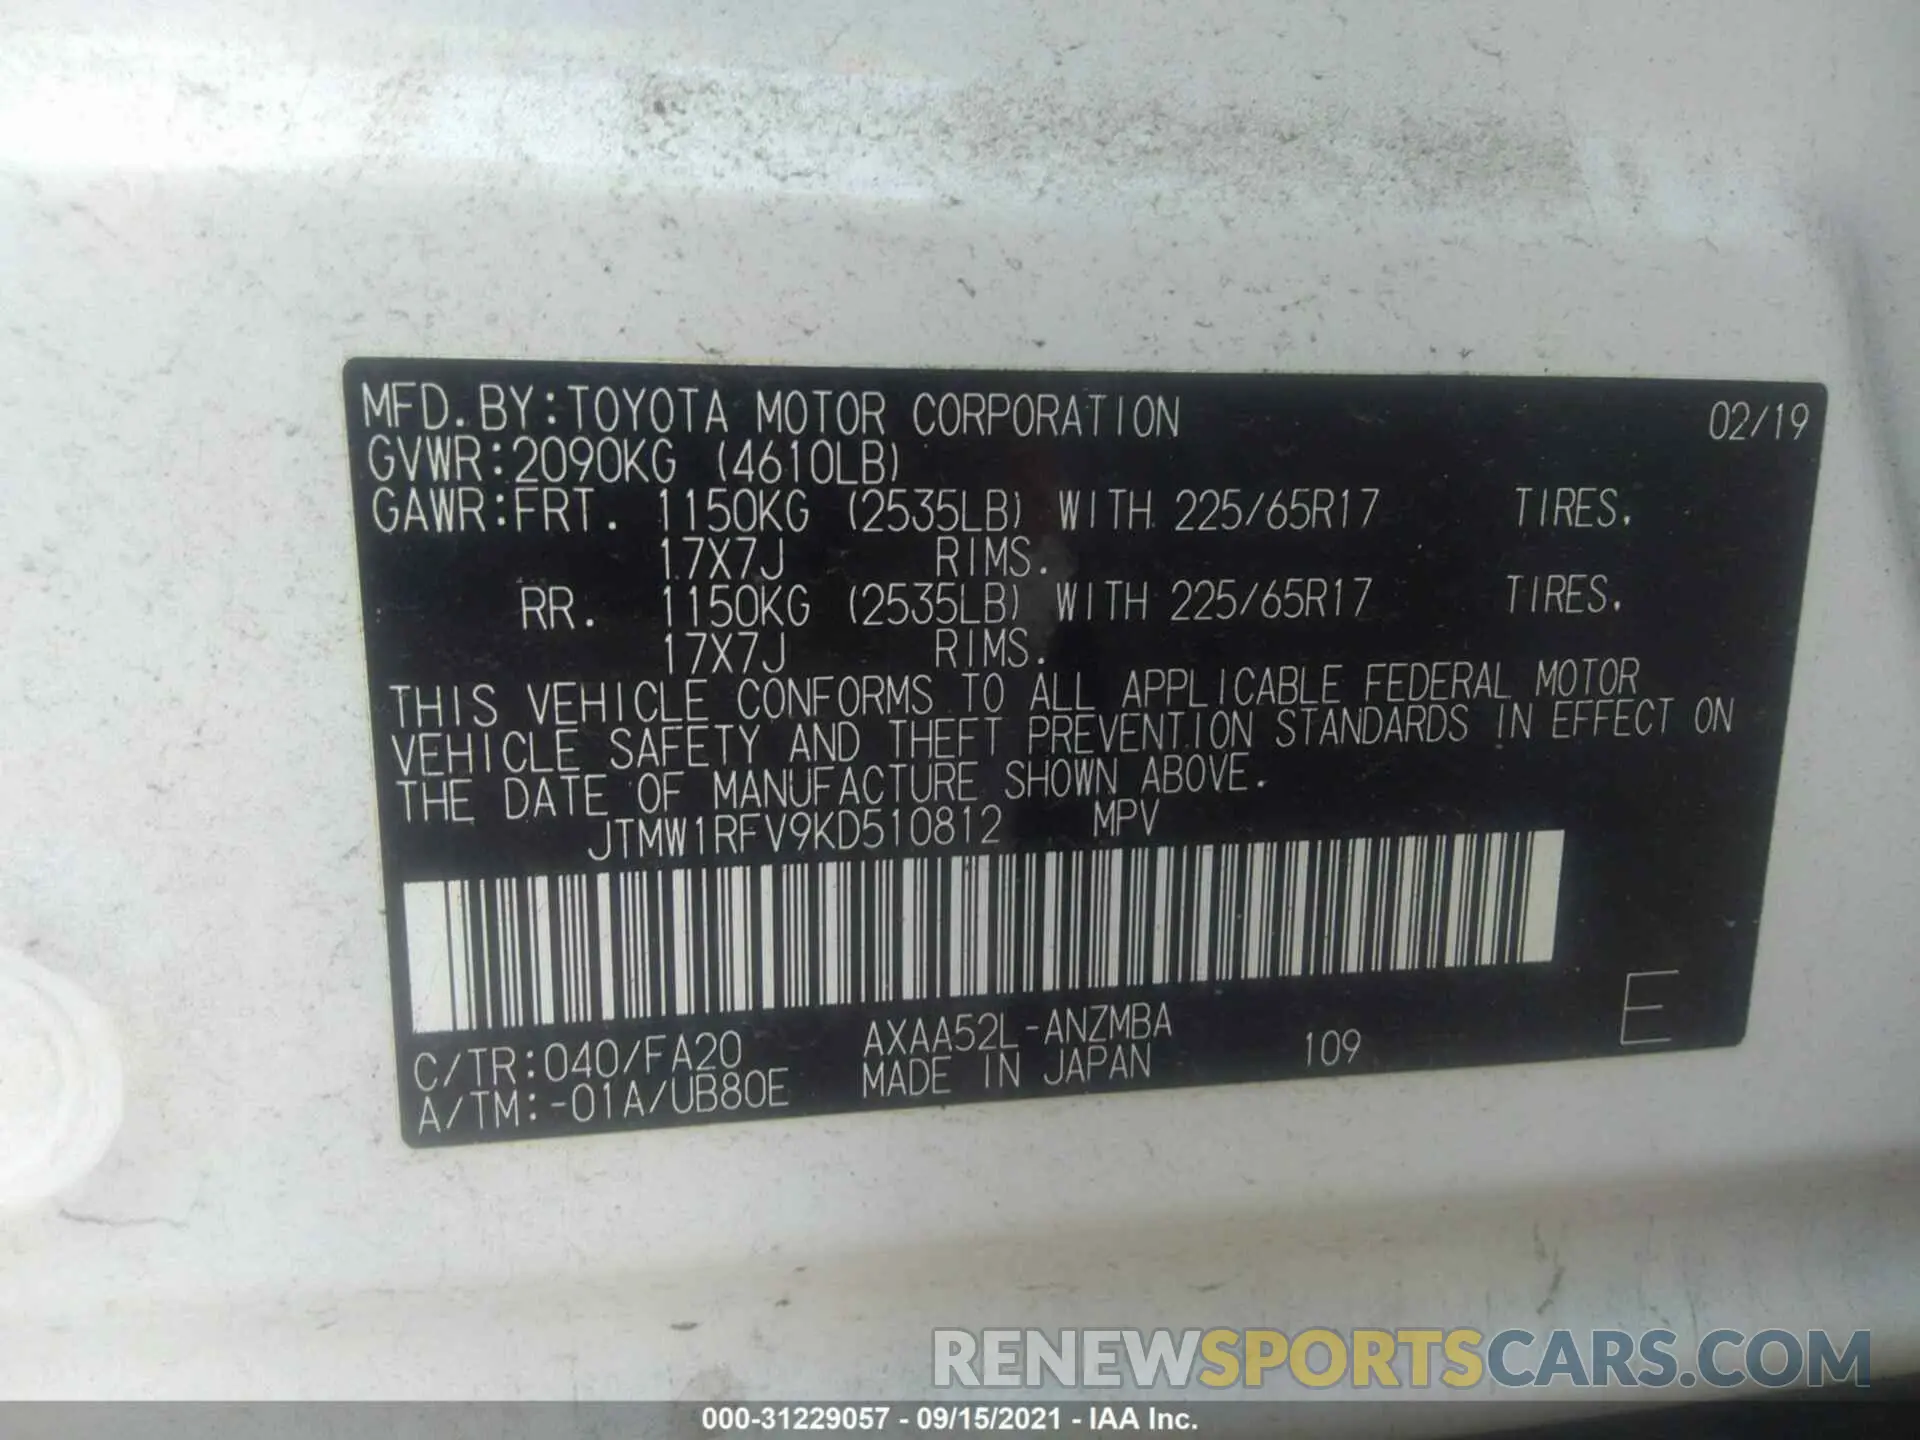 MFD. BY: TOYOTA MOTOR CORPORATION 02/19
GVWR: 2090KG (4610LB)
GAWR: FRT. 1150KG (2535LB) WITH 225/65R17 TIRES.
17X7J RIMS.
RR. 1150KG (2535LB) WITH 225/65R17 TIRES.
17X7J RIMS.
THIS VEHICLE CONFORMS TO ALL APPLICABLE FEDERAL MOTOR
VEHICLE SAFETY AND THEFT PREVENTION STANDARDS IN EFFECT ON
THE DATE OF MANUFACTURE SHOWN ABOVE.
JTMW1RFV9KD510812 MPV
C/TR: 040/FA20 AXAA52L-ANZMBA 109 E
A/TM: -01A/UB80E MADE IN JAPAN
RENEWSPORTSCARS.COM
000-31229057 - 09/15/2021 - IAA Inc.